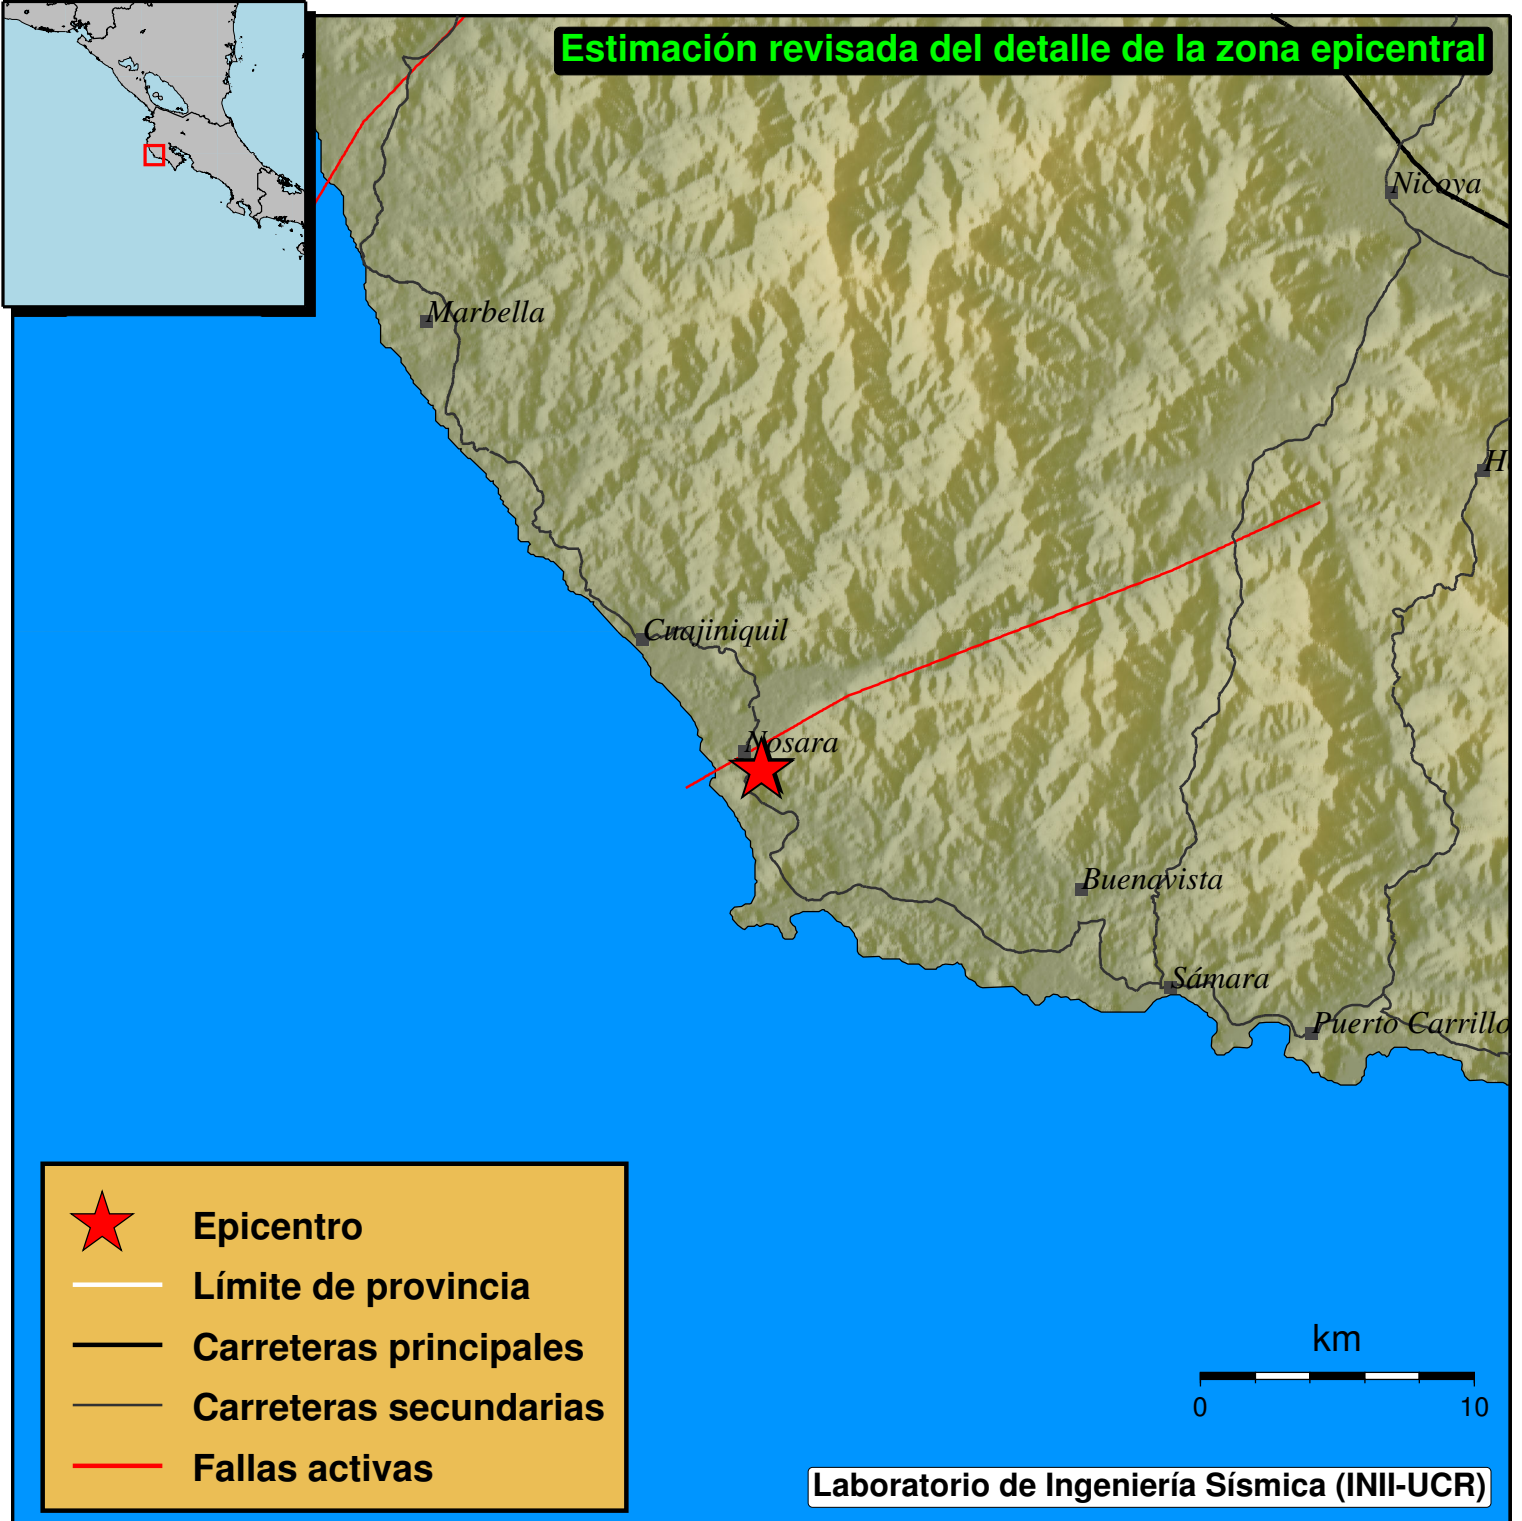 Estimación revisada del detalle de la zona epicentral
Nicoya
Marbella
Cuajiniquil
Nosara
Buenavista
Sámara
Puerto Carrillo
Epicentro
Límite de provincia
Carreteras principales
Carreteras secundarias
Fallas activas
km
0 10
Laboratorio de Ingeniería Sísmica (INII-UCR)